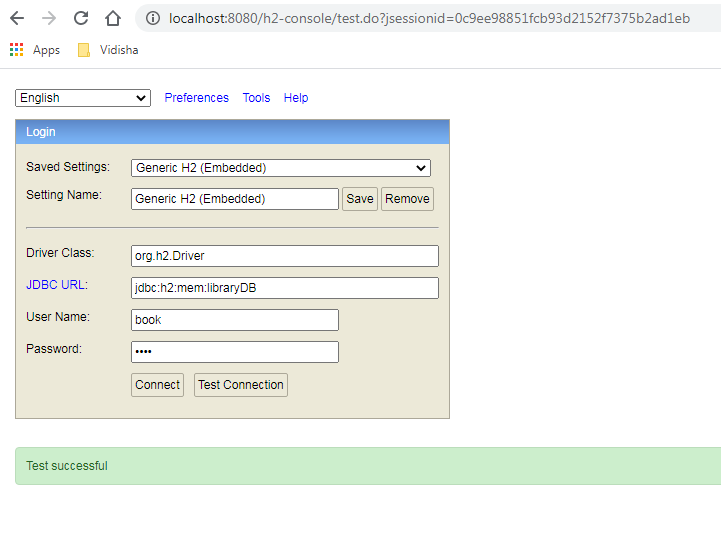 localhost:8080/h2-console/test.do?jsessionid=0c9ee98851fcb93d2152f7375b2ad1eb
Apps Vidisha
English Preferences Tools Help
Login
Saved Settings: Generic H2 (Embedded)
Setting Name: Generic H2 (Embedded) Save Remove
Driver Class: org.h2.Driver
JDBC URL: jdbc:h2:mem:libraryDB
User Name: book
Password: ••••
Connect Test Connection
Test successful